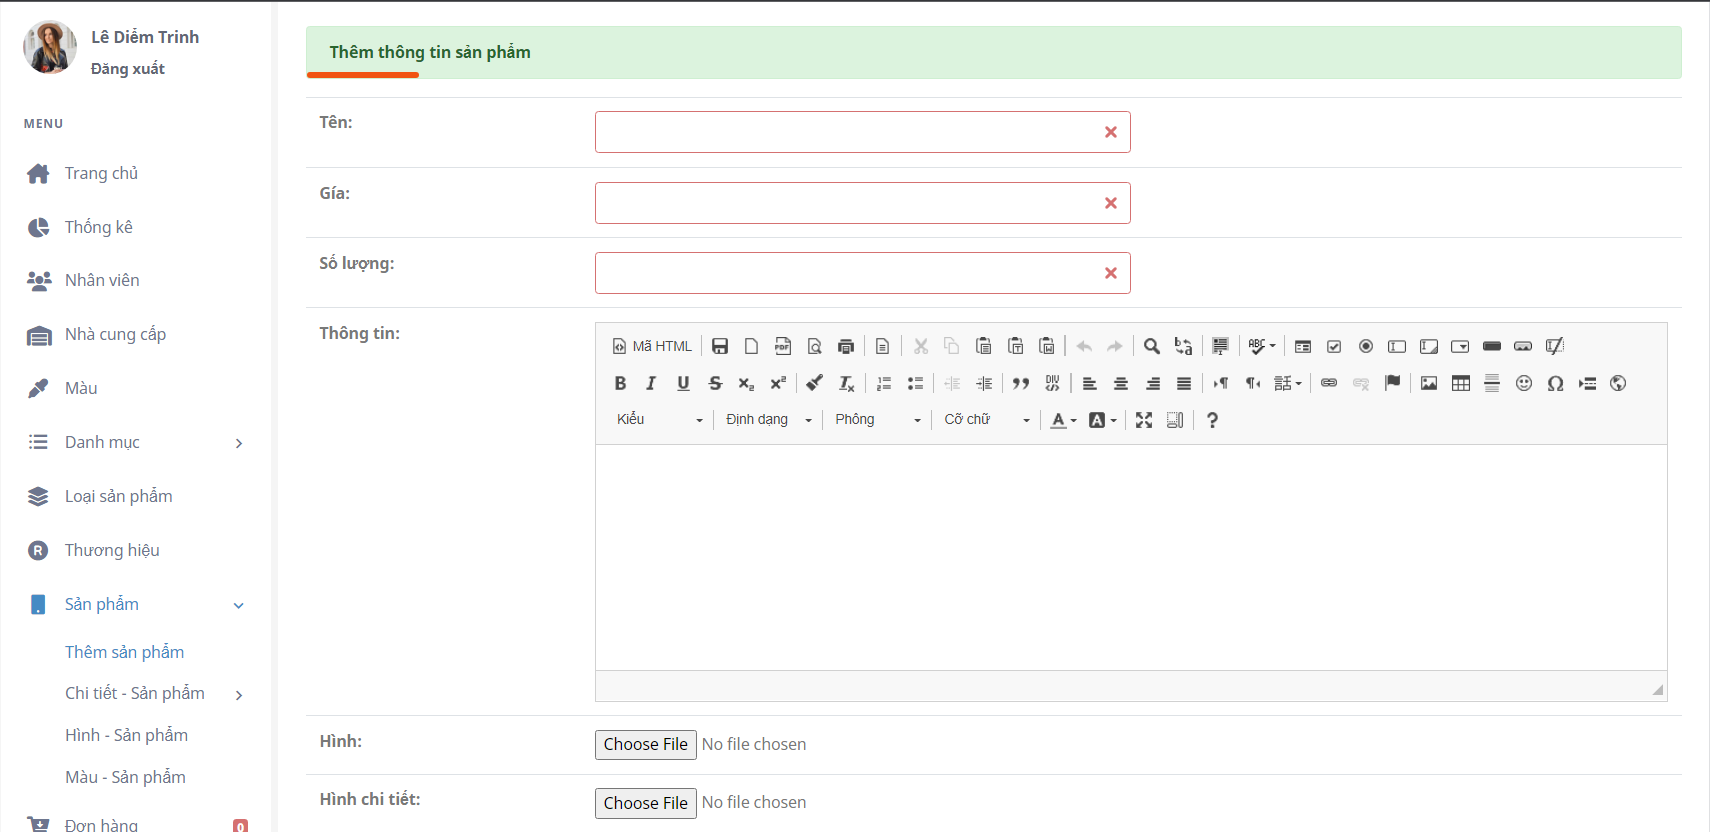 Lê Diểm Trinh
Đăng xuất
MENU
Trang chủ
Thống kê
Nhân viên
Nhà cung cấp
Màu
Danh mục
Loại sản phẩm
Thương hiệu
Sản phẩm
Thêm sản phẩm
Chi tiết - Sản phẩm
Hình - Sản phẩm
Màu - Sản phẩm
Đơn hàng
0
Thêm thông tin sản phẩm
Tên:
Gía:
Số lượng:
Thông tin:
Mã HTML
Kiểu Định dạng Phông Cỡ chữ
Hình:
Choose File No file chosen
Hình chi tiết:
Choose File No file chosen